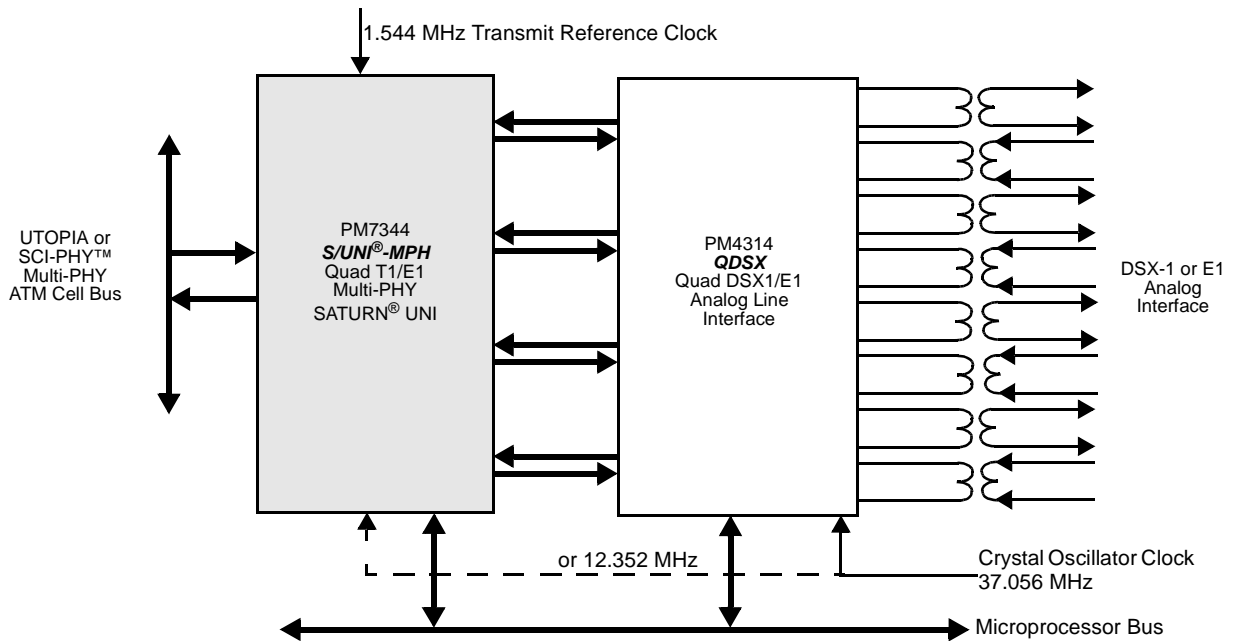 1.544 MHz Transmit Reference Clock
UTOPIA or
SCI-PHY™
Multi-PHY
ATM Cell Bus
PM7344
S/UNI®-MPH
Quad T1/E1
Multi-PHY
SATURN® UNI
PM4314
QDSX
Quad DSX1/E1
Analog Line
Interface
DSX-1 or E1
Analog
Interface
or 12.352 MHz
Crystal Oscillator Clock
37.056 MHz
Microprocessor Bus